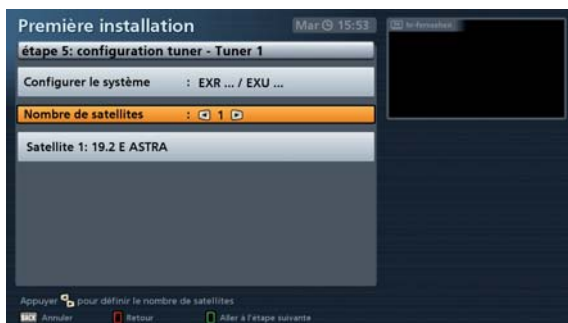 Première installation
Mar 15:53
étape 5: configuration tuner - Tuner 1
Configurer le système : EXR ... / EXU ...
Nombre de satellites : 1
Satellite 1: 19.2 E ASTRA
Appuyer pour définir le nombre de satellites
BACK Annuler Retour Aller à l'étape suivante